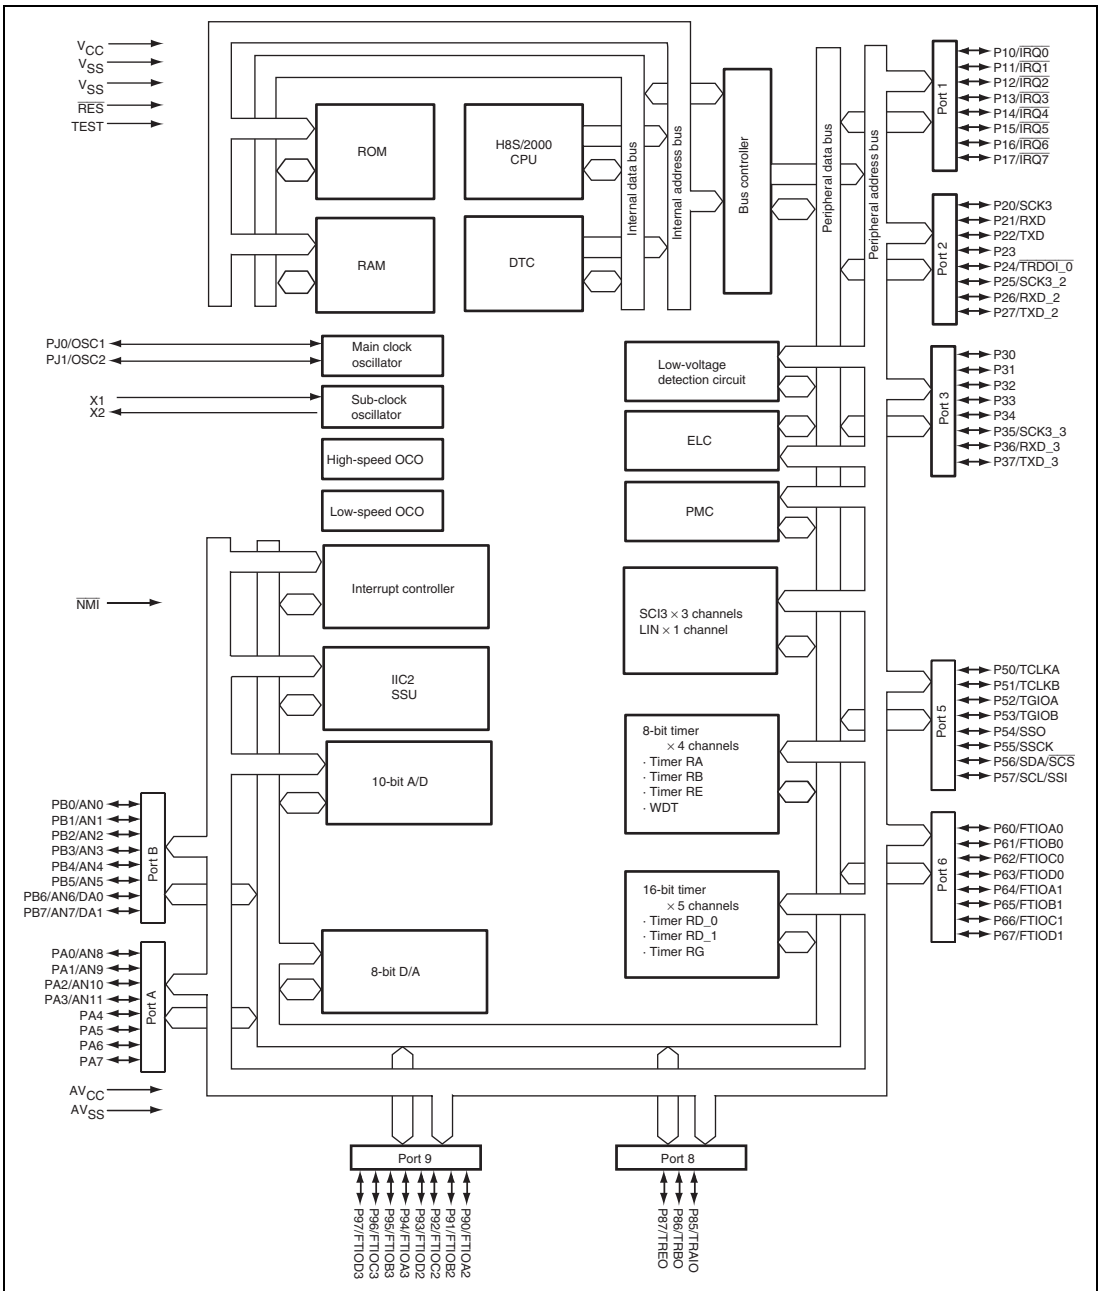 VCC
VSS
VSS
RES
TEST
ROM
H8S/2000
CPU
RAM
DTC
Internal data bus
Internal address bus
Bus controller
Peripheral data bus
Peripheral address bus
Port 1
P10/IRQ0
P11/IRQ1
P12/IRQ2
P13/IRQ3
P14/IRQ4
P15/IRQ5
P16/IRQ6
P17/IRQ7
Port 2
P20/SCK3
P21/RXD
P22/TXD
P23
P24/TRDOI_0
P25/SCK3_2
P26/RXD_2
P27/TXD_2
PJ0/OSC1
PJ1/OSC2
Main clock
oscillator
X1
X2
Sub-clock
oscillator
High-speed OCO
Low-speed OCO
Low-voltage
detection circuit
ELC
PMC
Port 3
P30
P31
P32
P33
P34
P35/SCK3_3
P36/RXD_3
P37/TXD_3
NMI
Interrupt controller
IIC2
SSU
10-bit A/D
8-bit D/A
SCI3 × 3 channels
LIN × 1 channel
8-bit timer
× 4 channels
· Timer RA
· Timer RB
· Timer RE
· WDT
16-bit timer
× 5 channels
· Timer RD_0
· Timer RD_1
· Timer RG
Port 5
P50/TCLKA
P51/TCLKB
P52/TGIOA
P53/TGIOB
P54/SSO
P55/SSCK
P56/SDA/SCS
P57/SCL/SSI
Port 6
P60/FTIOA0
P61/FTIOB0
P62/FTIOC0
P63/FTIOD0
P64/FTIOA1
P65/FTIOB1
P66/FTIOC1
P67/FTIOD1
PB0/AN0
PB1/AN1
PB2/AN2
PB3/AN3
PB4/AN4
PB5/AN5
PB6/AN6/DA0
PB7/AN7/DA1
Port B
PA0/AN8
PA1/AN9
PA2/AN10
PA3/AN11
PA4
PA5
PA6
PA7
Port A
AVCC
AVSS
Port 9
P97/FTIOD3
P96/FTIOC3
P95/FTIOB3
P94/FTIOA3
P93/FTIOD2
P92/FTIOC2
P91/FTIOB2
P90/FTIOA2
Port 8
P87/TREO
P86/TRBO
P85/TRAIO